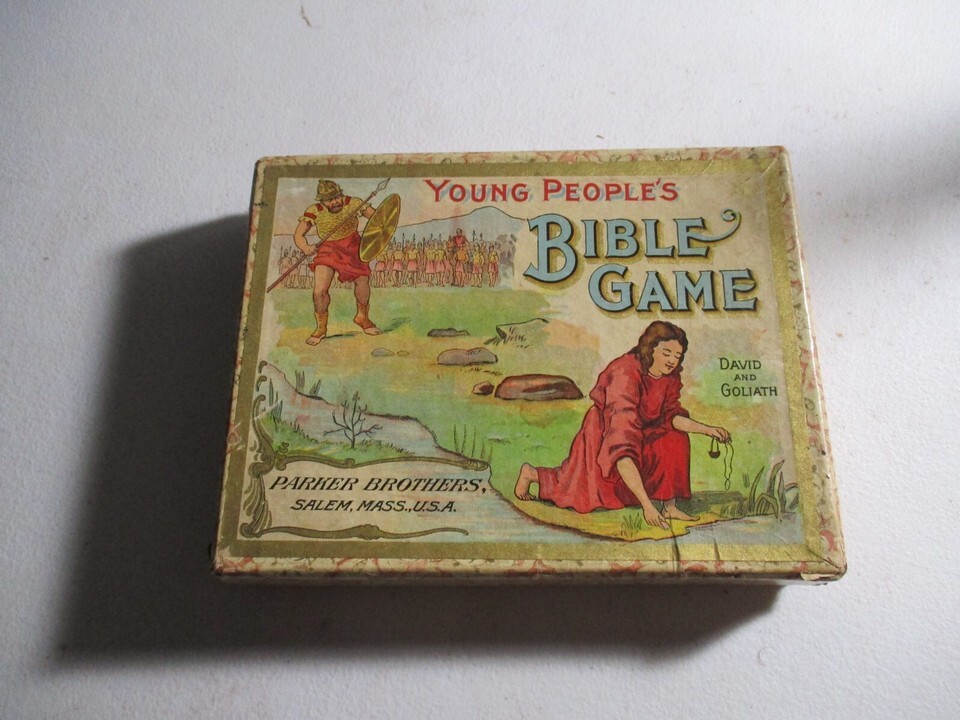 YOUNG PEOPLE'S
BIBLE
GAME
DAVID
AND
GOLIATH
PARKER BROTHERS,
SALEM, MASS., U.S.A.